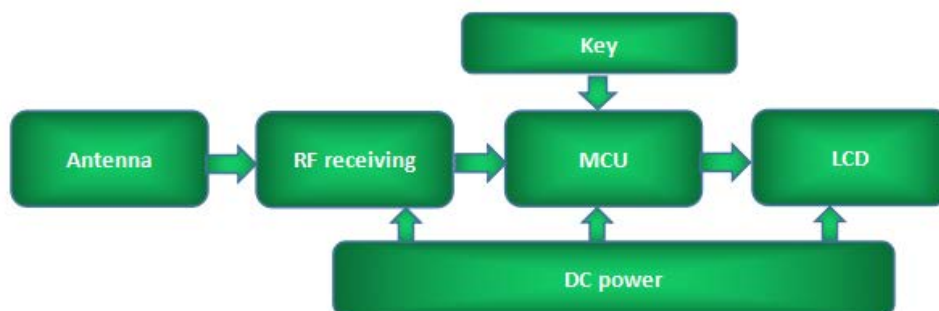 Key
Antenna
RF receiving
MCU
LCD
DC power